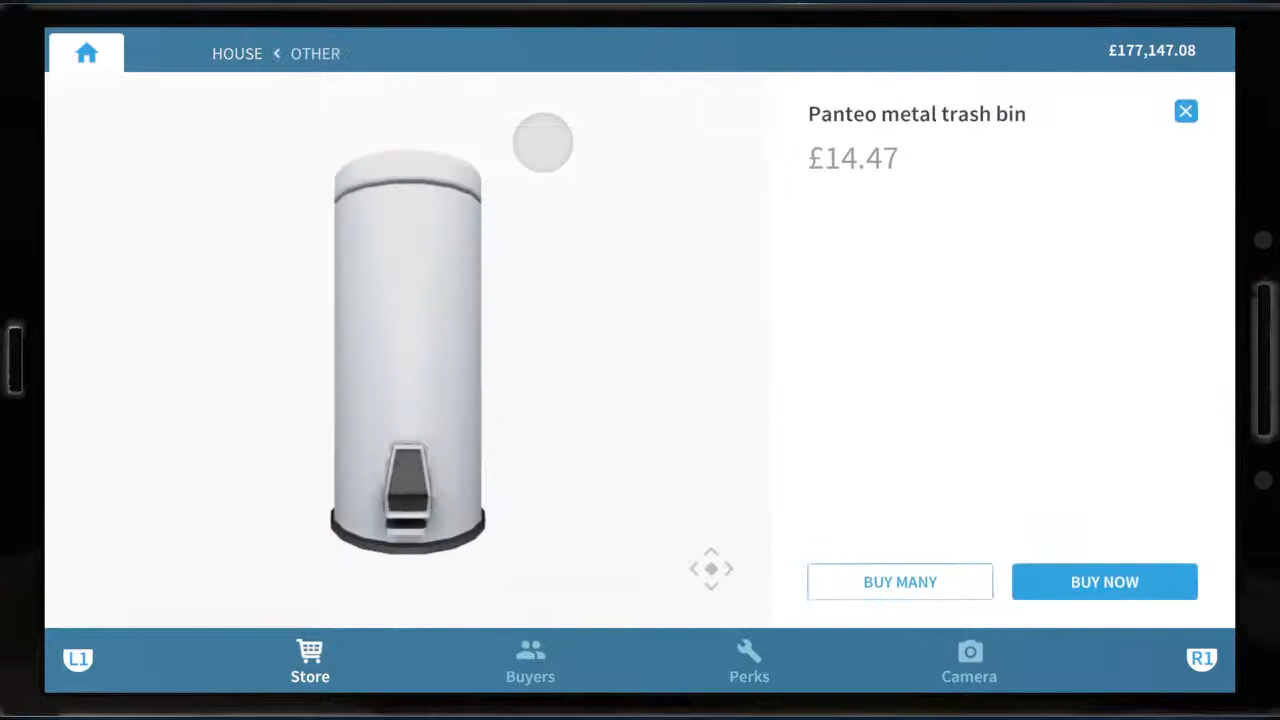 HOUSE < OTHER
£177,147.08
Panteo metal trash bin
£14.47
BUY MANY
BUY NOW
L1
Store
Buyers
Perks
Camera
R1